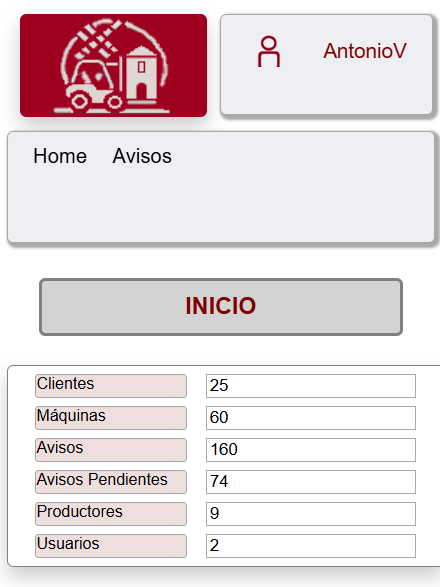 AntonioV
Home Avisos
INICIO
Clientes 25
Máquinas 60
Avisos 160
Avisos Pendientes 74
Productores 9
Usuarios 2